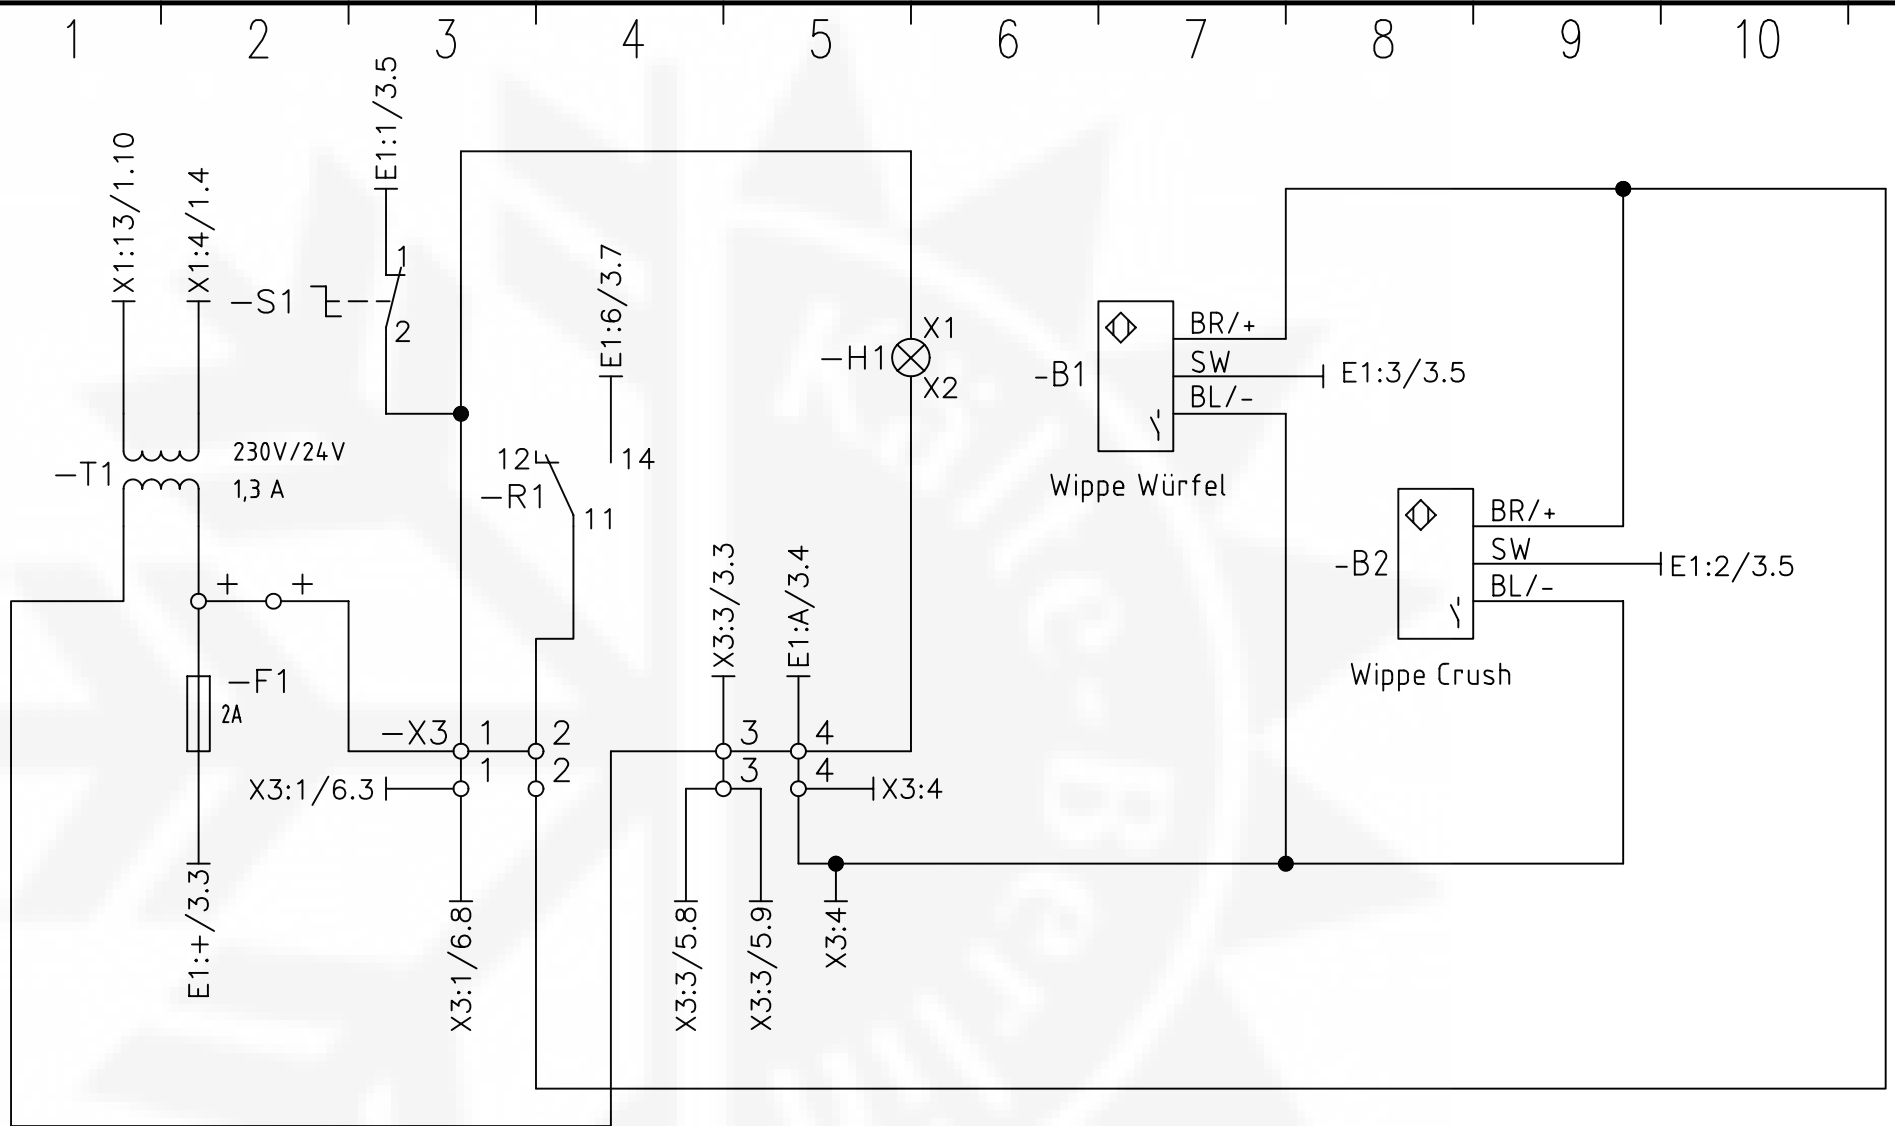 1 2 3 4 5 6 7 8 9 10
E1:1/3.5
X1:13/1.10
X1:4/1.4
E1:6/3.7
-S1
1
2
-H1
X1
X2
-B1
BR/+
SW
BL/-
E1:3/3.5
Wippe Würfel
-T1
230V/24V
1,3 A
12
14
-R1
11
-B2
BR/+
SW
BL/-
E1:2/3.5
Wippe Crush
+ +
-F1
2A
X3:3/3.3
E1:A/3.4
-X3 1 2 3 4
1 2 3 4
X3:1/6.3
X3:4
E1:+/3.3
X3:1/6.8
X3:3/5.8
X3:3/5.9
X3:4